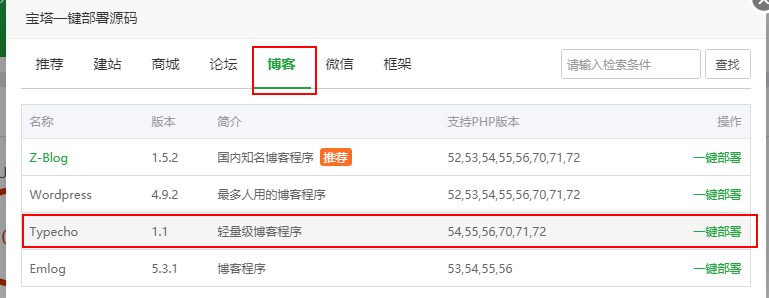 宝塔一键部署源码
推荐 建站 商城 论坛 博客 微信 框架 请输入检索条件 查找
名称 版本 简介 支持PHP版本 操作
Z-Blog 1.5.2 国内知名博客程序 推荐 52,53,54,55,56,70,71,72 一键部署
Wordpress 4.9.2 最多人用的博客程序 52,53,54,55,56,70,71,72 一键部署
Typecho 1.1 轻量级博客程序 54,55,56,70,71,72 一键部署
Emlog 5.3.1 博客程序 53,54,55,56 一键部署